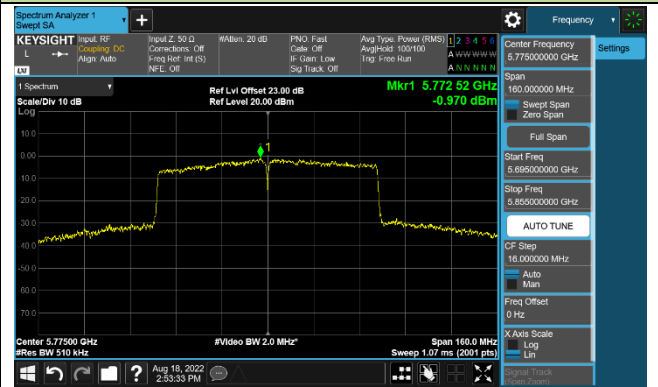 Spectrum Analyzer 1
Swept SA
Frequency
KEYSIGHT
L
Input: RF
Coupling: DC
Align: Auto
Input Z: 50 Ω
Corrections: Off
Freq Ref: Int (S)
NFE: Off
#Atten: 20 dB
PNO: Fast
Gate: Off
IF Gain: Low
Sig Track: Off
Avg Type: Power (RMS)
Avg|Hold: 100/100
Trig: Free Run
1 2 3 4 5 6
A W W W W W
A N N N N N
1 Spectrum
Scale/Div 10 dB
Log
Ref Lvl Offset 23.00 dB
Ref Level 20.00 dBm
Mkr1 5.772 52 GHz
-0.970 dBm
10.0
0.00
-10.0
-20.0
-30.0
-40.0
-50.0
-60.0
-70.0
1
Center 5.77500 GHz
#Res BW 510 kHz
#Video BW 2.0 MHz*
Span 160.0 MHz
Sweep 1.07 ms (2001 pts)
Aug 18, 2022
2:53:33 PM
?
Center Frequency
5.775000000 GHz
Settings
Span
160.000000 MHz
Swept Span
Zero Span
Full Span
Start Freq
5.695000000 GHz
Stop Freq
5.855000000 GHz
AUTO TUNE
CF Step
16.000000 MHz
Auto
Man
Freq Offset
0 Hz
X Axis Scale
Log
Lin
Signal Track
(Span Zoom)